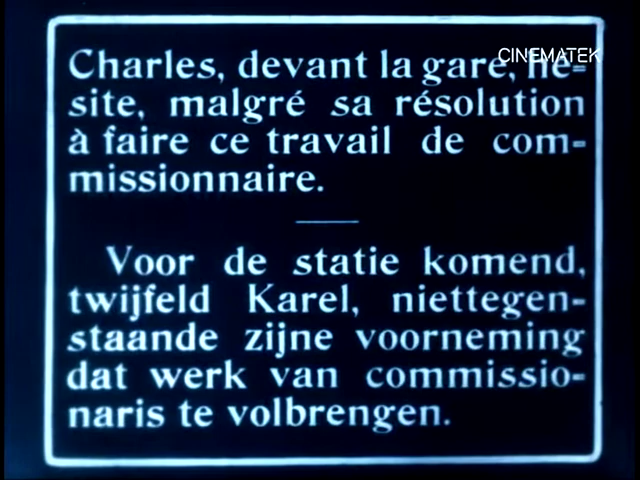 CINEMATEK
Charles, devant la gare, hé-
site, malgré sa résolution
à faire ce travail de com-
missionnaire.
Voor de statie komend,
twijfeld Karel, niettegen-
staande zijne voorneming
dat werk van commissio-
naris te volbrengen.